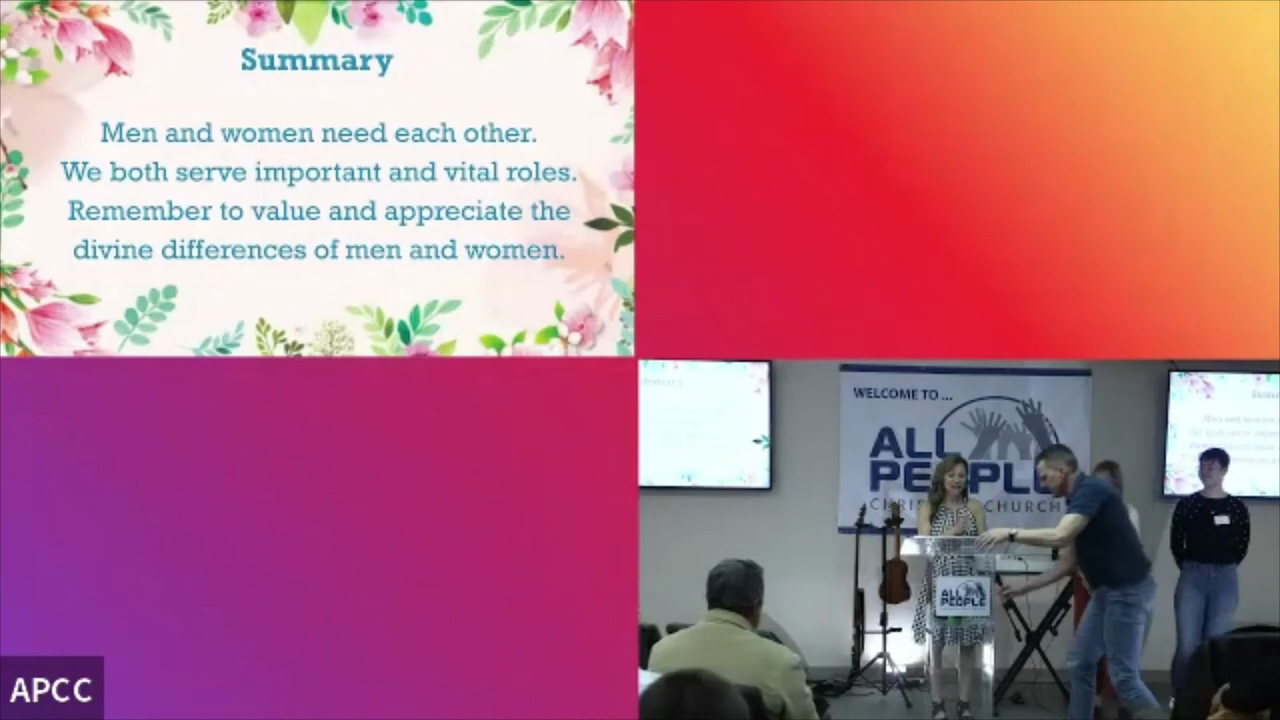 Summary
Men and women need each other.
We both serve important and vital roles.
Remember to value and appreciate the
divine differences of men and women.
WELCOME TO ...
ALL
PEOPLE
CHURCH
ALL
PEOPLE
APCC